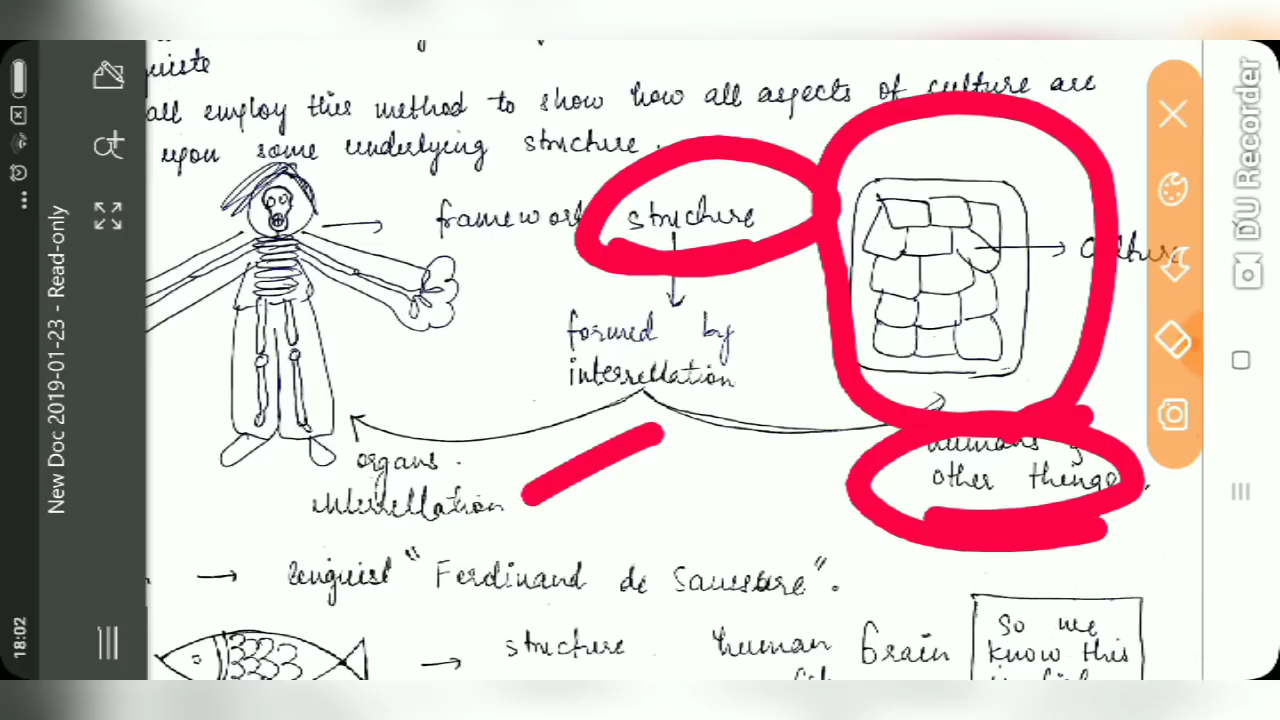 all employ this method to show how all aspects of culture are
upon some underlying structure.
framework structure
culture
formed by
interrellation
humans &
other things.
organs.
interrellation
lenguist "Ferdinand de Saussure".
structure human brain
so we
know this
New Doc 2019-01-23 - Read-only
18:02
DU Recorder